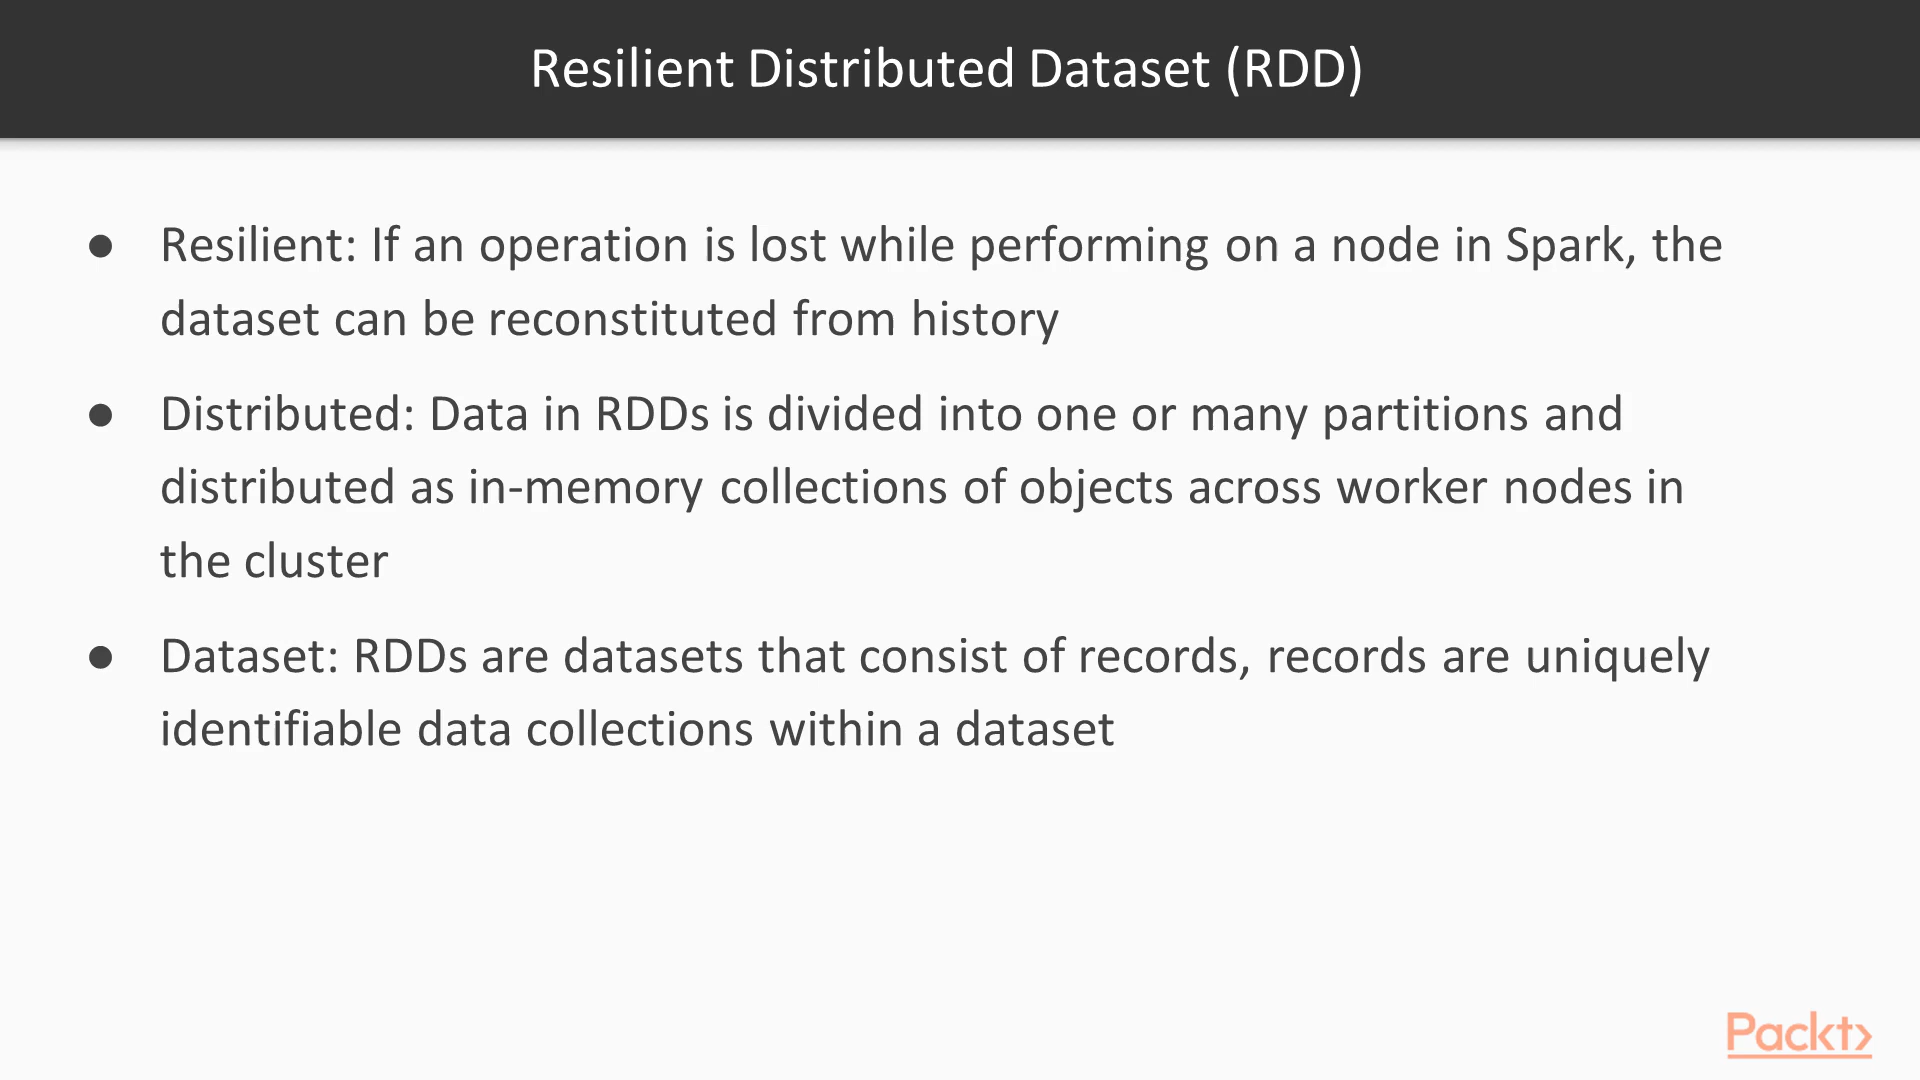 Resilient Distributed Dataset (RDD)
● Resilient: If an operation is lost while performing on a node in Spark, the
dataset can be reconstituted from history
● Distributed: Data in RDDs is divided into one or many partitions and
distributed as in-memory collections of objects across worker nodes in
the cluster
● Dataset: RDDs are datasets that consist of records, records are uniquely
identifiable data collections within a dataset
Packt>